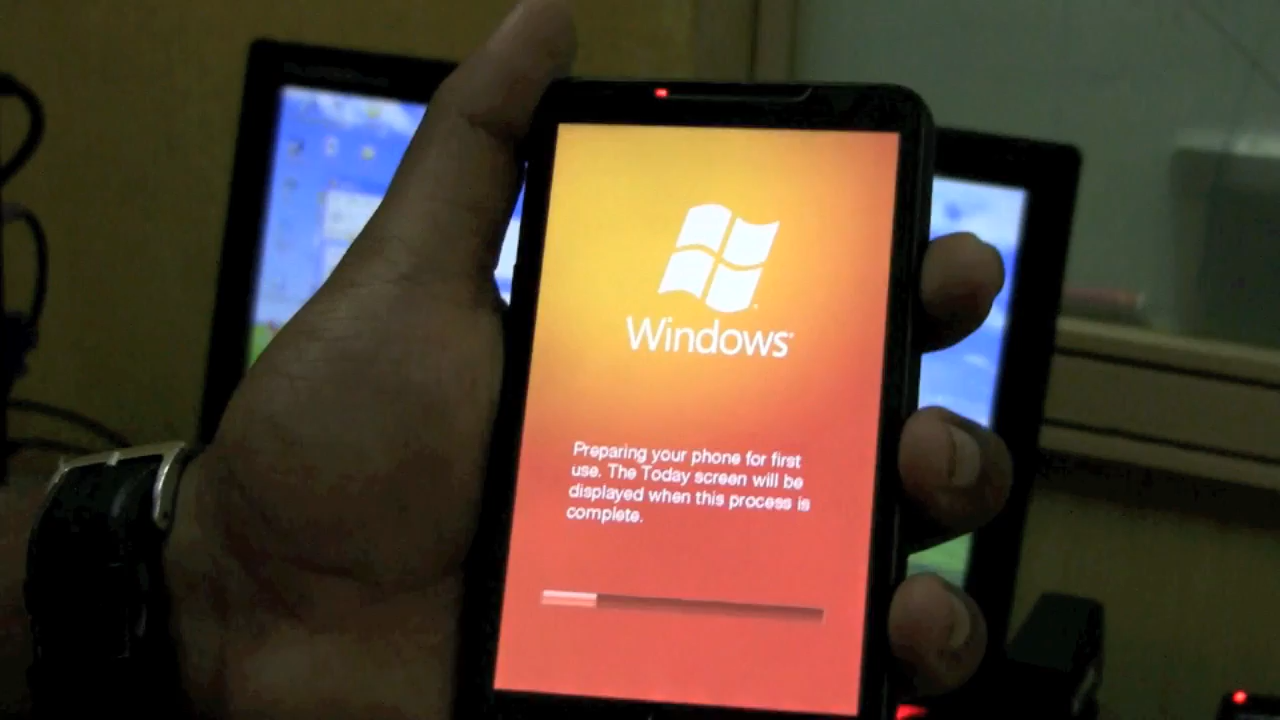 Windows®
Preparing your phone for first
use. The Today screen will be
displayed when this process is
complete.